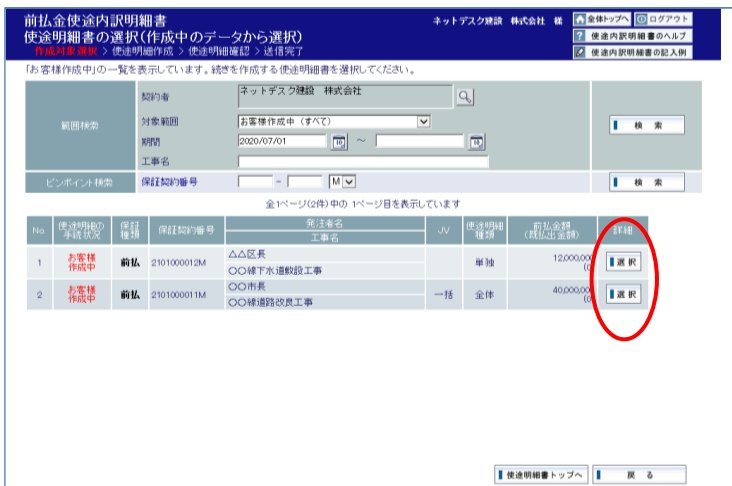 前払金使途内訳明細書
使途明細書の選択(作成中のデータから選択)
作成対象選択 > 使途明細作成 > 使途明細確認 > 送信完了
ネットデスク建設 株式会社 様
全体トップへ ログアウト
使途内訳明細書のヘルプ
使途内訳明細書の記入例
「お客様作成中」の一覧を表示しています。続きを作成する使途明細書を選択してください。
範囲検索
契約者 ネットデスク建設 株式会社
対象範囲 お客様作成中(すべて)
期間 2020/07/01 ~
工事名
検 索
ピンポイント検索 保証契約番号 - M 検 索
全1ページ(2件)中の 1ページ目を表示しています
No. 使途明細の手続状況 保証種類 保証契約番号 発注者名 工事名 JV 使途明細種類 前払金額(既払出金額) 詳細
1 お客様作成中 前払 2101000012M △△区長 単独 12,000,000 選 択
〇〇線下水道敷設工事 (0
2 お客様作成中 前払 2101000011M 〇〇市長 一括 全体 40,000,000 選 択
〇〇線道路改良工事 (0
使途明細書トップへ 戻 る